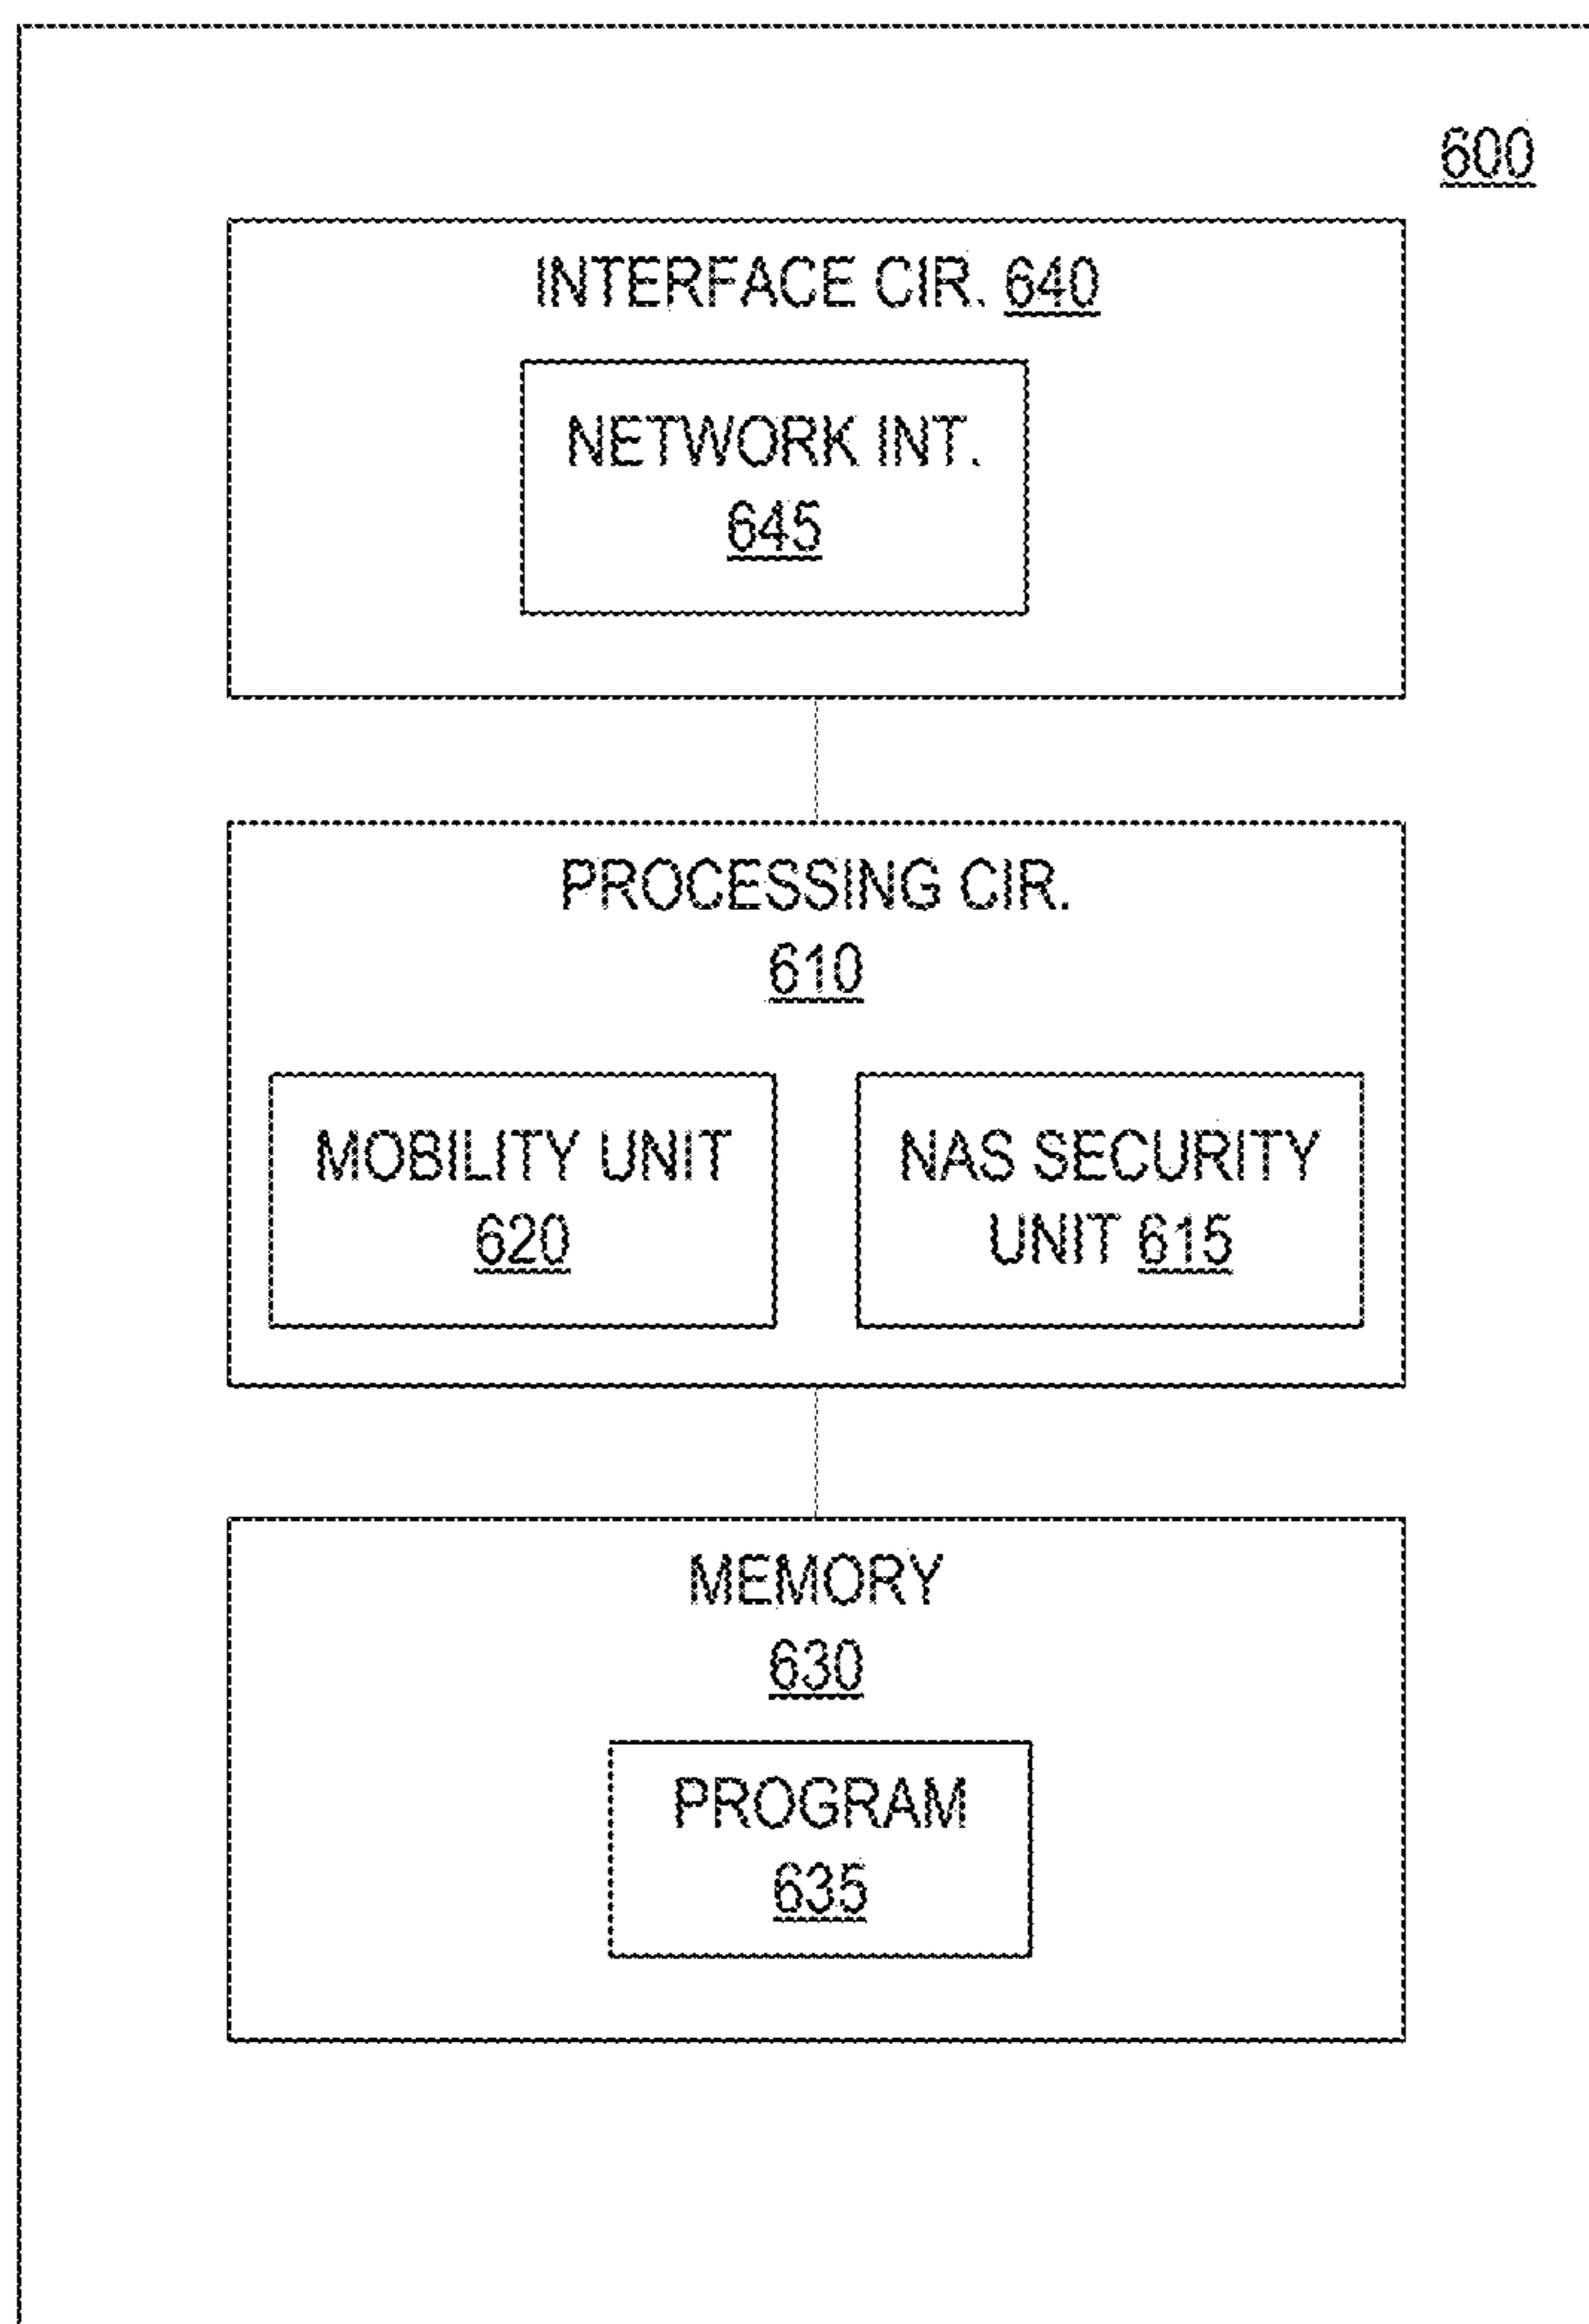 600
INTERFACE CIR. 640
NETWORK INT.
645
PROCESSING CIR.
610
MOBILITY UNIT
620
NAS SECURITY
UNIT 615
MEMORY
630
PROGRAM
635